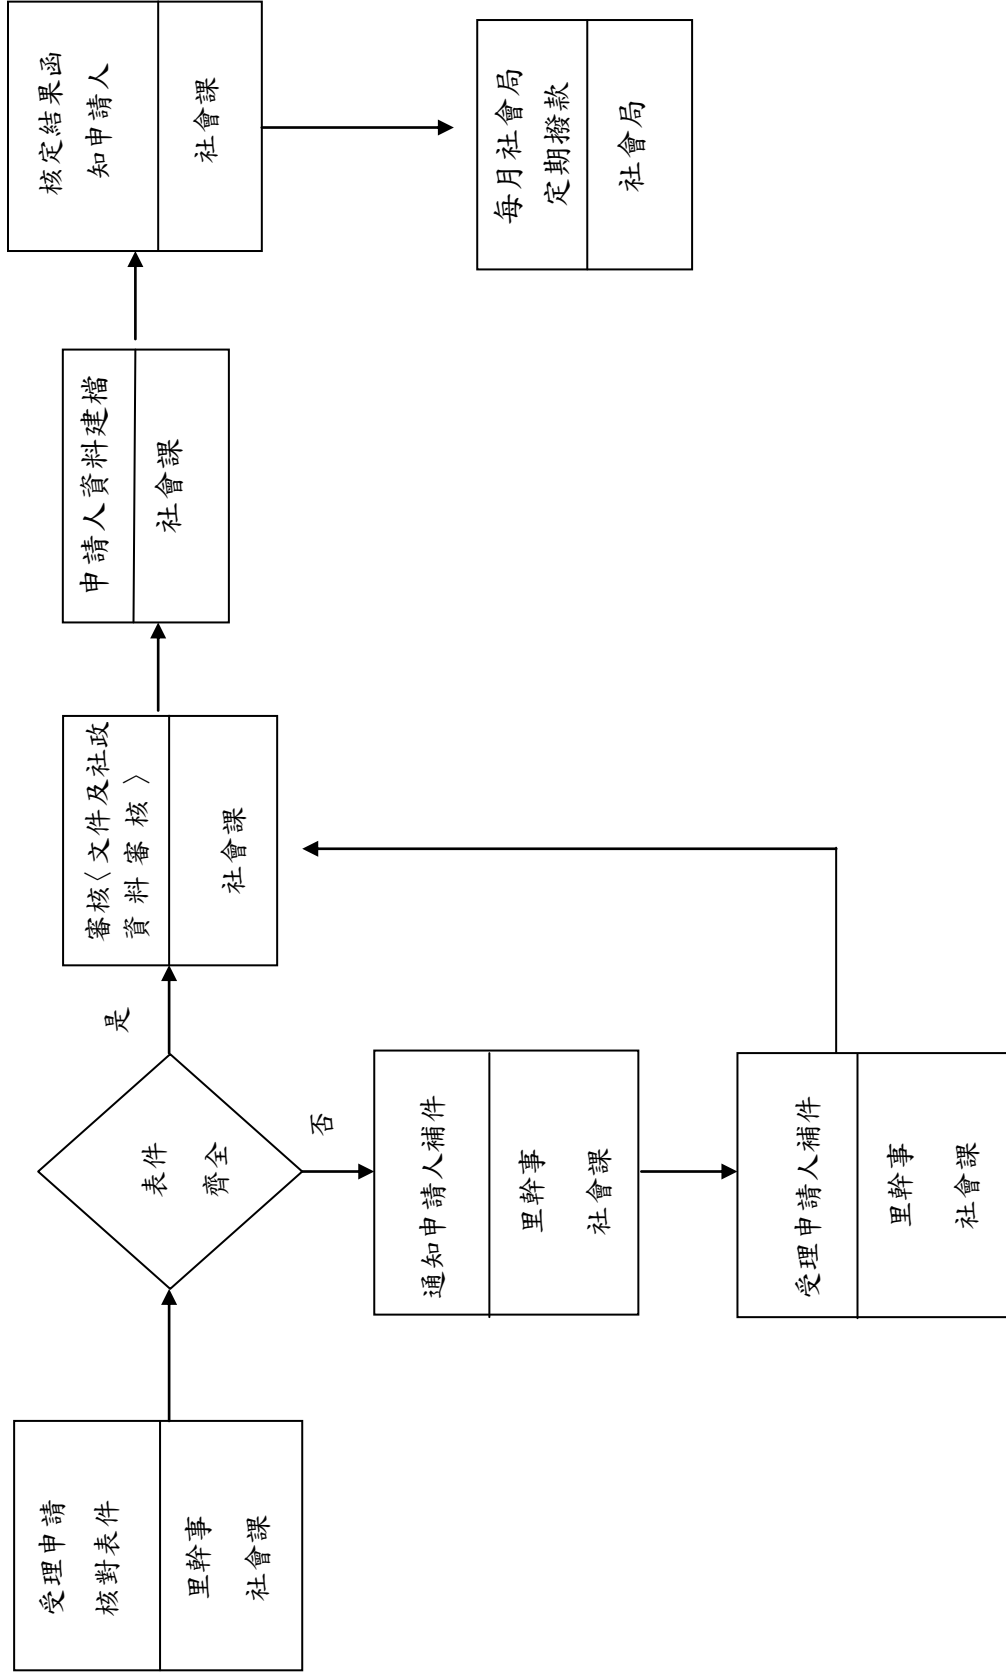 受理申請
核對表件
里幹事
社會課
表件
齊全
是
否
審核〈文件及社政
資料審核〉
社會課
申請人資料建檔
社會課
核定結果函
知申請人
社會課
每月社會局
定期撥款
社會局
通知申請人補件
里幹事
社會課
受理申請人補件
里幹事
社會課